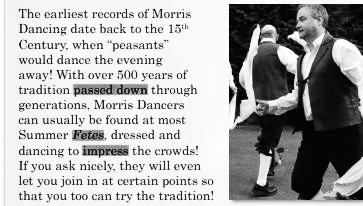 The earliest records of Morris
Dancing date back to the 15th
Century, when “peasants”
would dance the evening
away! With over 500 years of
tradition passed down through
generations, Morris Dancers
can usually be found at most
Summer Fetes, dressed and
dancing to impress the crowds!
If you ask nicely, they will even
let you join in at certain points so
that you too can try the tradition!